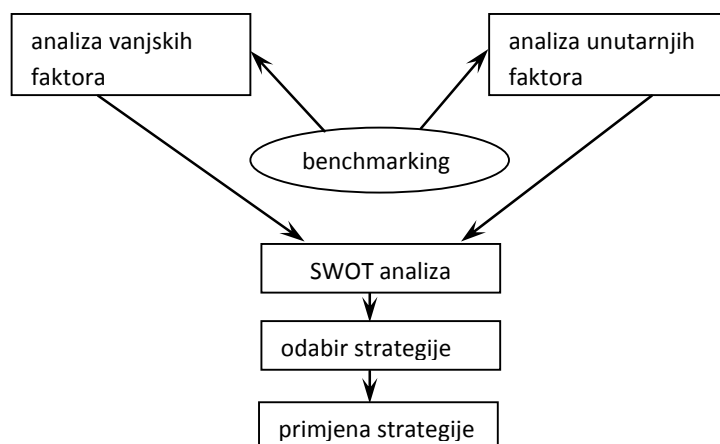 analiza vanjskih
faktora
analiza unutarnjih
faktora
benchmarking
SWOT analiza
odabir strategije
primjena strategije